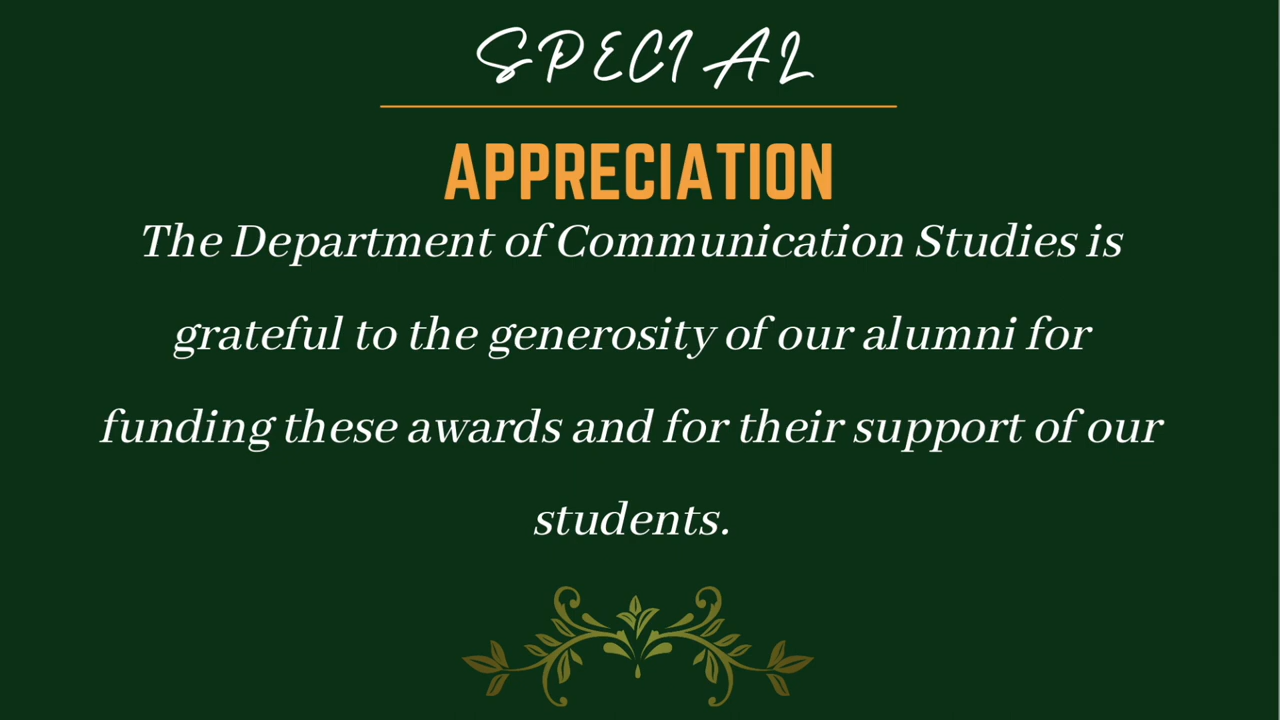 SPECIAL
APPRECIATION
The Department of Communication Studies is
grateful to the generosity of our alumni for
funding these awards and for their support of our
students.